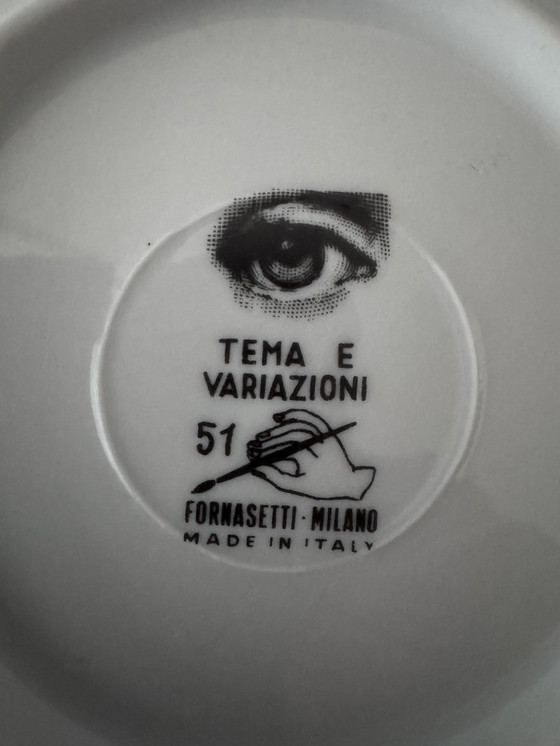 TEMA E
VARIAZIONI
51
FORNASETTI · MILANO
MADE IN ITALY